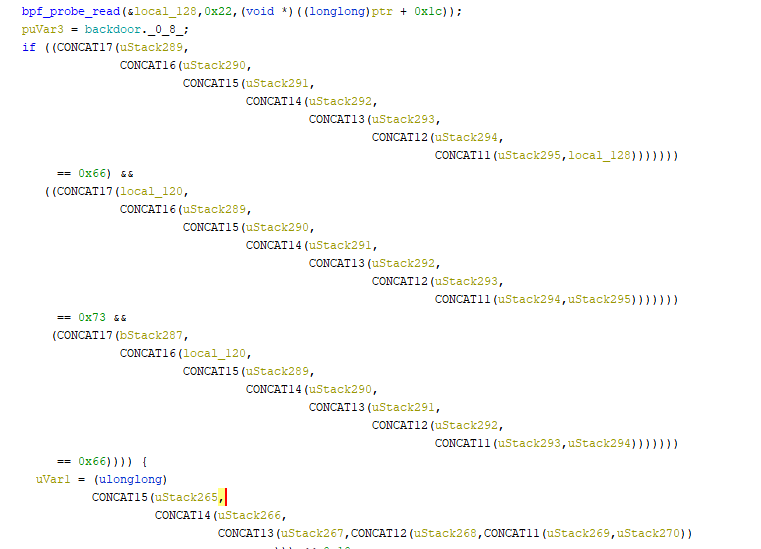 bpf_probe_read(&local_128,0x22,(void *)((longlong)ptr + 0x1c));
puVar3 = backdoor._0_8_;
if ((CONCAT17(uStack289,
CONCAT16(uStack290,
CONCAT15(uStack291,
CONCAT14(uStack292,
CONCAT13(uStack293,
CONCAT12(uStack294,
CONCAT11(uStack295,local_128)))))))
== 0x66) &&
((CONCAT17(local_120,
CONCAT16(uStack289,
CONCAT15(uStack290,
CONCAT14(uStack291,
CONCAT13(uStack292,
CONCAT12(uStack293,
CONCAT11(uStack294,uStack295)))))))
== 0x73 &&
(CONCAT17(bStack287,
CONCAT16(local_120,
CONCAT15(uStack289,
CONCAT14(uStack290,
CONCAT13(uStack291,
CONCAT12(uStack292,
CONCAT11(uStack293,uStack294)))))))
== 0x66)))) {
uVar1 = (ulonglong)
CONCAT15(uStack265,
CONCAT14(uStack266,
CONCAT13(uStack267,CONCAT12(uStack268,CONCAT11(uStack269,uStack270))